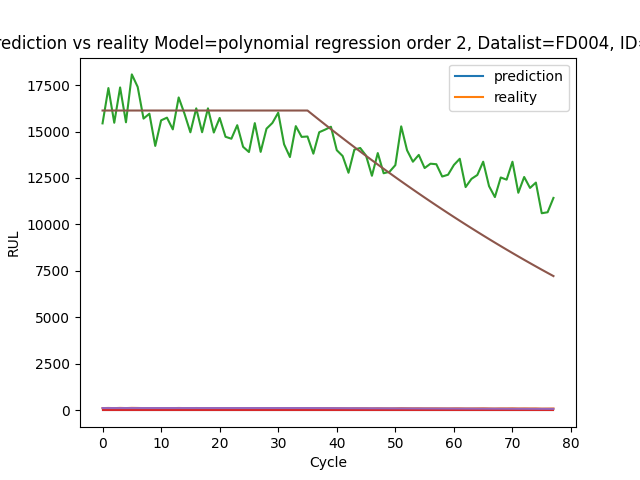 rediction vs reality Model=polynomial regression order 2, Datalist=FD004, ID=
prediction
reality
17500
15000
12500
10000
7500
5000
2500
0
RUL
0 10 20 30 40 50 60 70 80
Cycle